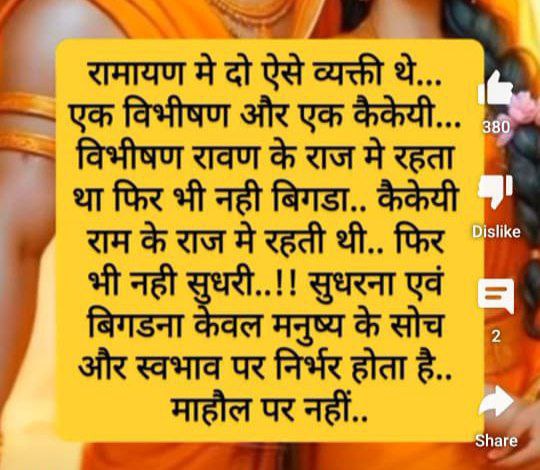 रामायण मे दो ऐसे व्यक्ती थे...
एक विभीषण और एक कैकेयी...
विभीषण रावण के राज मे रहता
था फिर भी नही बिगडा.. कैकेयी
राम के राज मे रहती थी.. फिर
भी नही सुधरी..!! सुधरना एवं
बिगडना केवल मनुष्य के सोच
और स्वभाव पर निर्भर होता है..
माहौल पर नहीं..
380
Dislike
2
Share